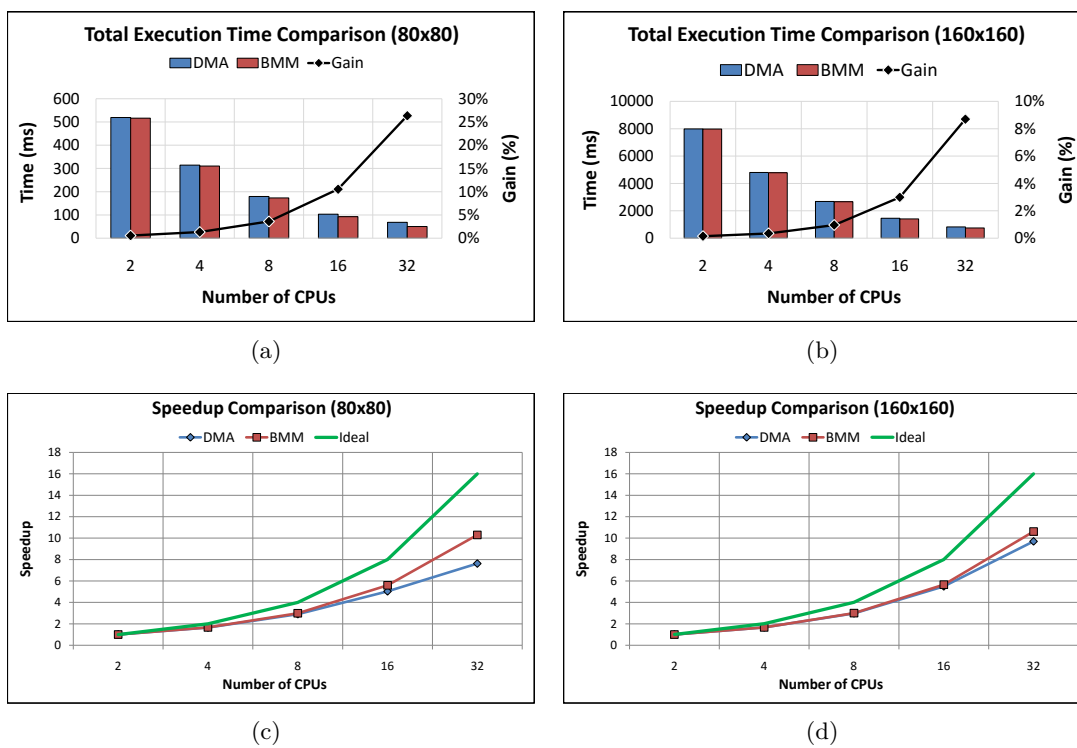 Total Execution Time Comparison (80x80)
DMA BMM Gain
600 30%
500 25%
400 20%
300 15%
200 10%
100 5%
0 0%
Time (ms)
Gain (%)
2 4 8 16 32
Number of CPUs
(a)
Total Execution Time Comparison (160x160)
DMA BMM Gain
10000 10%
8000 8%
6000 6%
4000 4%
2000 2%
0 0%
Time (ms)
Gain (%)
2 4 8 16 32
Number of CPUs
(b)
Speedup Comparison (80x80)
DMA BMM Ideal
18
16
14
12
10
8
6
4
2
0
Speedup
2 4 8 16 32
Number of CPUs
(c)
Speedup Comparison (160x160)
DMA BMM Ideal
18
16
14
12
10
8
6
4
2
0
Speedup
2 4 8 16 32
Number of CPUs
(d)